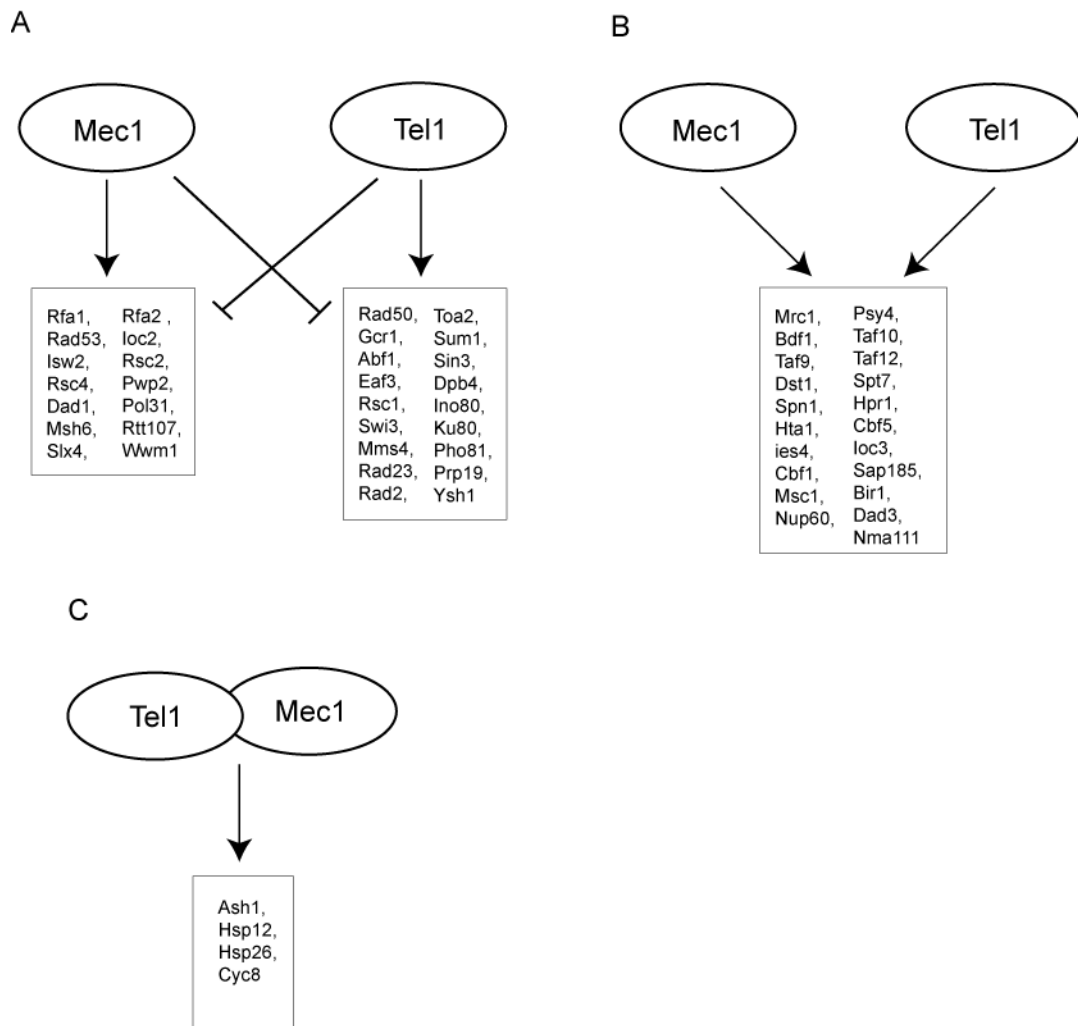 A
B
Mec1
Tel1
Mec1
Tel1
Rfa1, Rfa2 ,
Rad53, Ioc2,
Isw2, Rsc2,
Rsc4, Pwp2,
Dad1, Pol31,
Msh6, Rtt107,
Slx4, Wwm1
Rad50, Toa2,
Gcr1, Sum1,
Abf1, Sin3,
Eaf3, Dpb4,
Rsc1, Ino80,
Swi3, Ku80,
Mms4, Pho81,
Rad23, Prp19,
Rad2, Ysh1
Mrc1,
Bdf1,
Taf9,
Dst1,
Spn1,
Hta1,
ies4,
Cbf1,
Msc1,
Nup60,
Psy4,
Taf10,
Taf12,
Spt7,
Hpr1,
Cbf5,
Ioc3,
Sap185,
Bir1,
Dad3,
Nma111
C
Tel1
Mec1
Ash1,
Hsp12,
Hsp26,
Cyc8